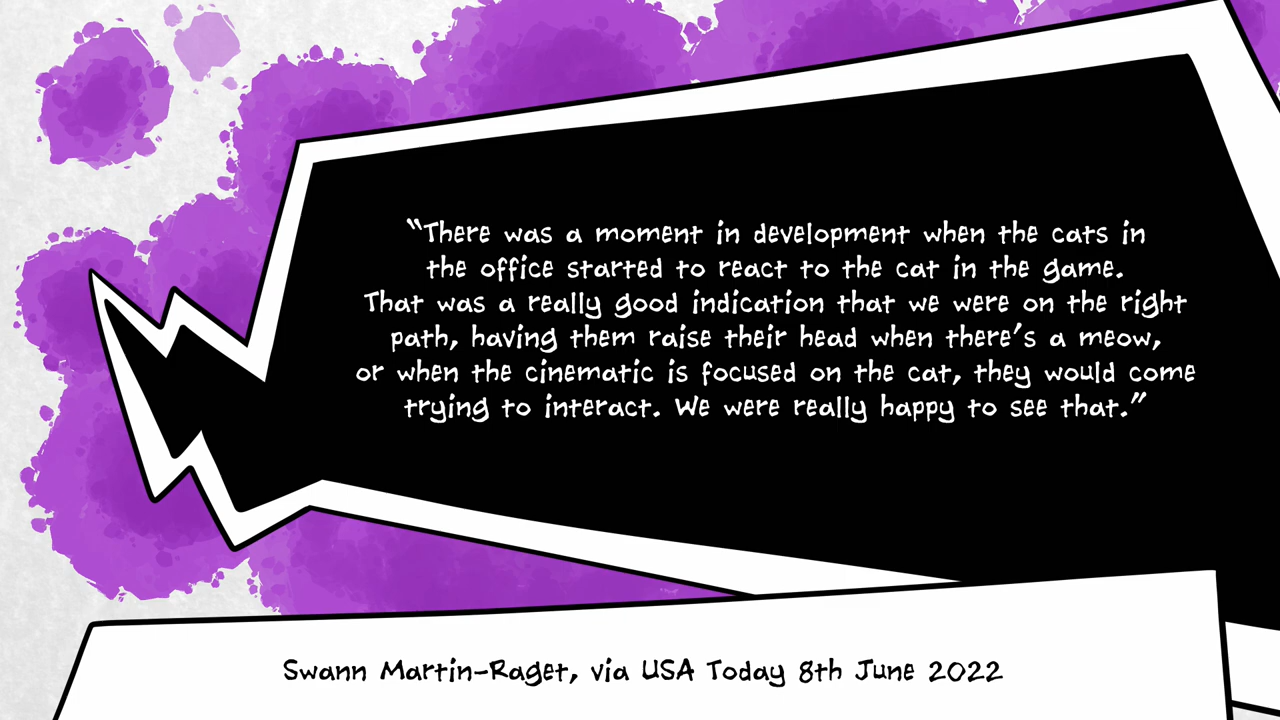 “There was a moment in development when the cats in
the office started to react to the cat in the game.
That was a really good indication that we were on the right
path, having them raise their head when there’s a meow,
or when the cinematic is focused on the cat, they would come
trying to interact. We were really happy to see that.”
Swann Martin-Raget, via USA Today 8th June 2022